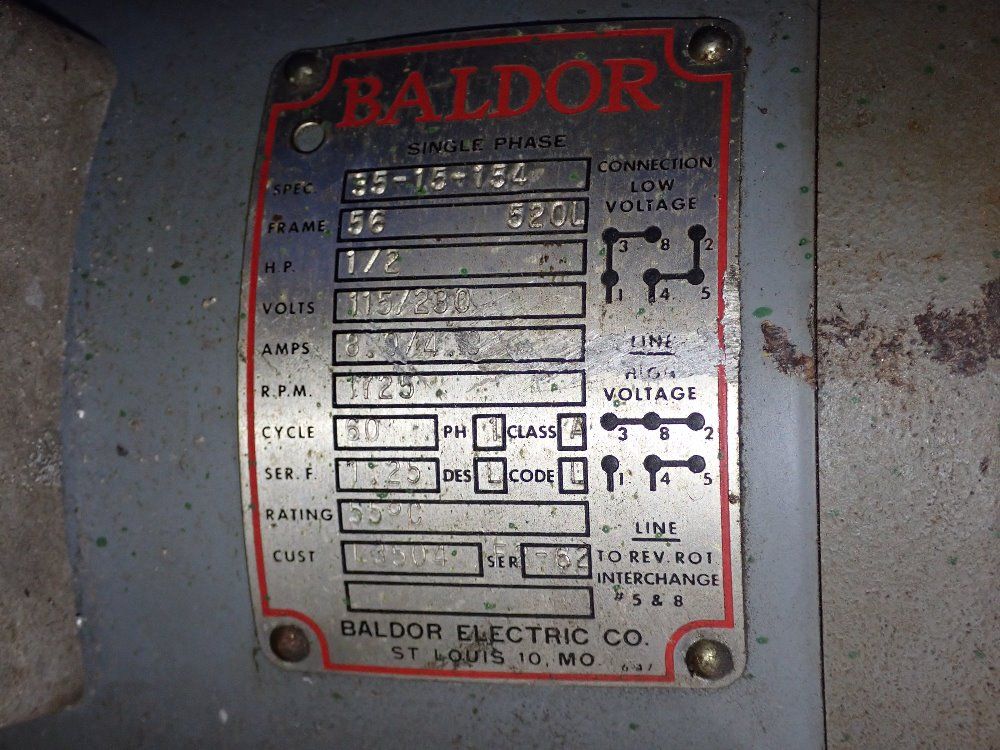 BALDOR
SINGLE PHASE
SPEC. 35-15-154
FRAME 56 520L
H.P. 1/2
VOLTS 115/230
AMPS
R.P.M. 1725
CYCLE 60 PH 1 CLASS A
SER. F. 1.25 DES L CODE L
RATING 55°C
CUST SER -62
BALDOR ELECTRIC CO.
ST LOUIS 10, MO
CONNECTION
LOW
VOLTAGE
3 8 2
1 4 5
LINE
HIGH
VOLTAGE
3 8 2
1 4 5
LINE
TO REV. ROT.
INTERCHANGE
# 5 & 8